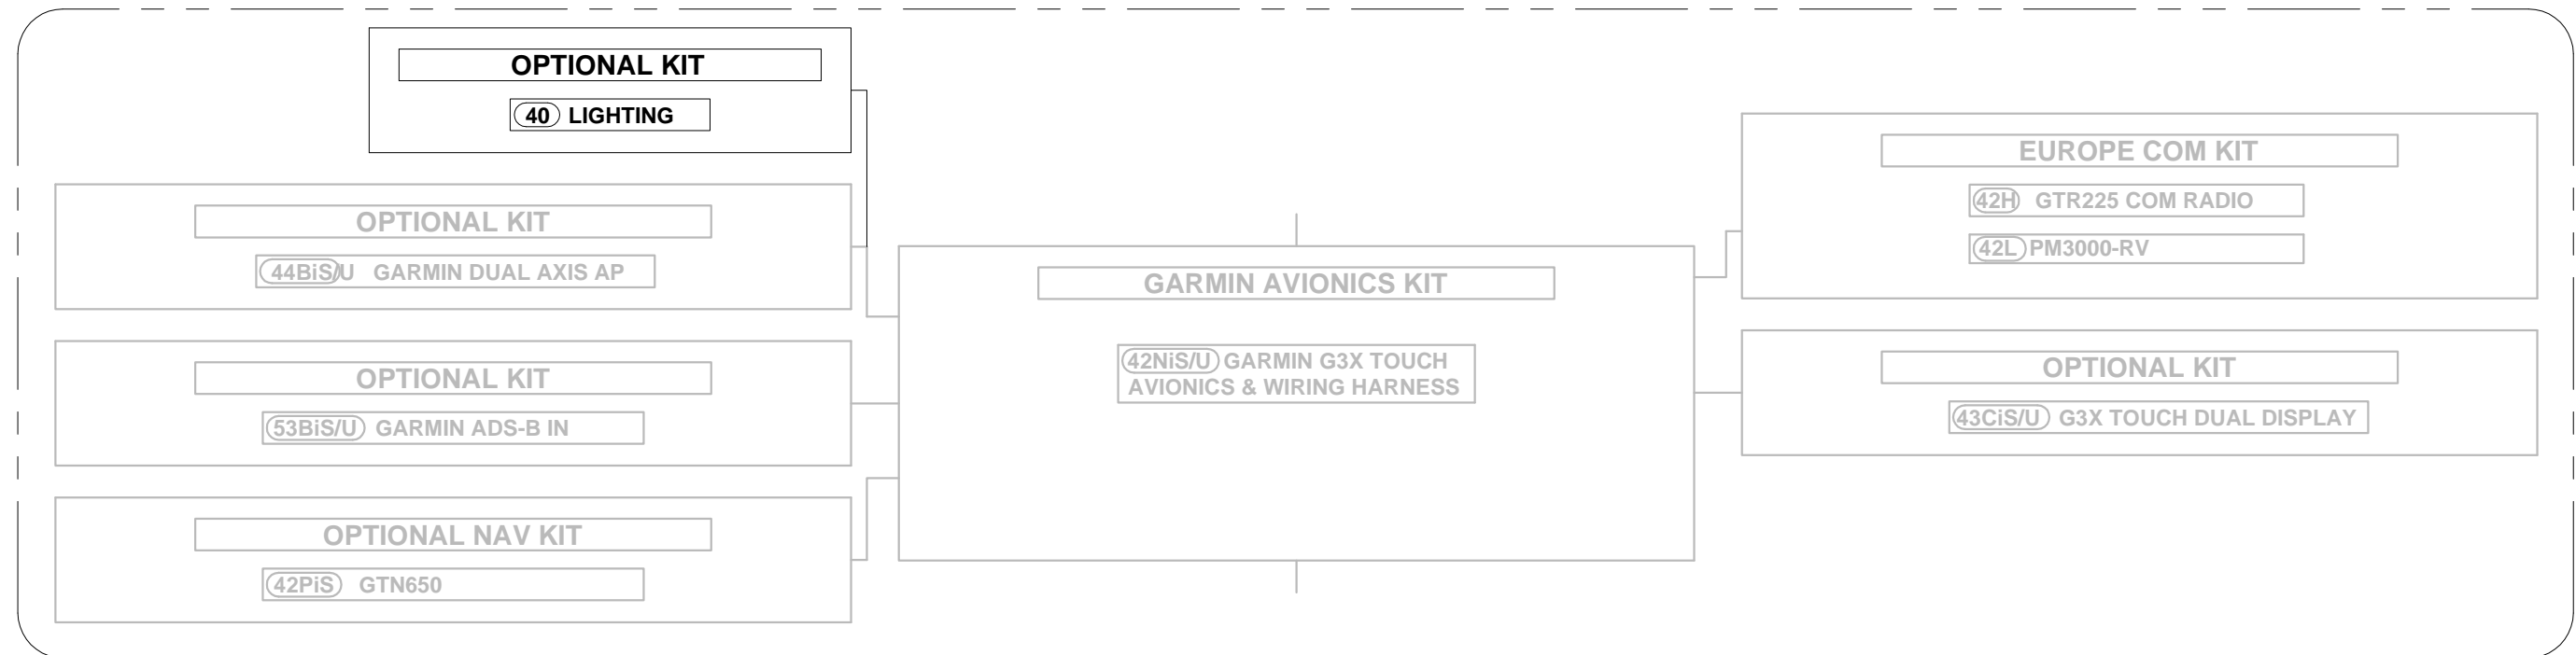 OPTIONAL KIT
40 LIGHTING
OPTIONAL KIT
44BiS/U GARMIN DUAL AXIS AP
OPTIONAL KIT
53BiS/U GARMIN ADS-B IN
OPTIONAL NAV KIT
42PiS GTN650
GARMIN AVIONICS KIT
42NiS/U GARMIN G3X TOUCH
AVIONICS & WIRING HARNESS
EUROPE COM KIT
42H GTR225 COM RADIO
42L PM3000-RV
OPTIONAL KIT
43CiS/U G3X TOUCH DUAL DISPLAY